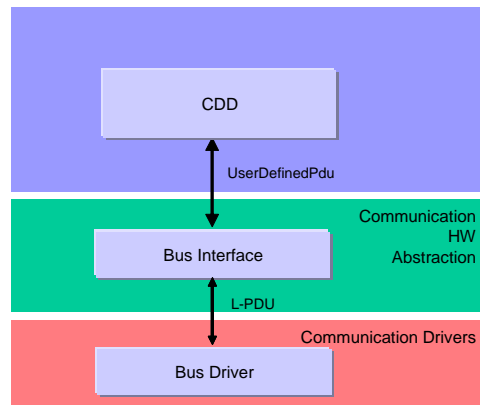 CDD
UserDefinedPdu
Communication
HW
Abstraction
Bus Interface
L-PDU
Communication Drivers
Bus Driver